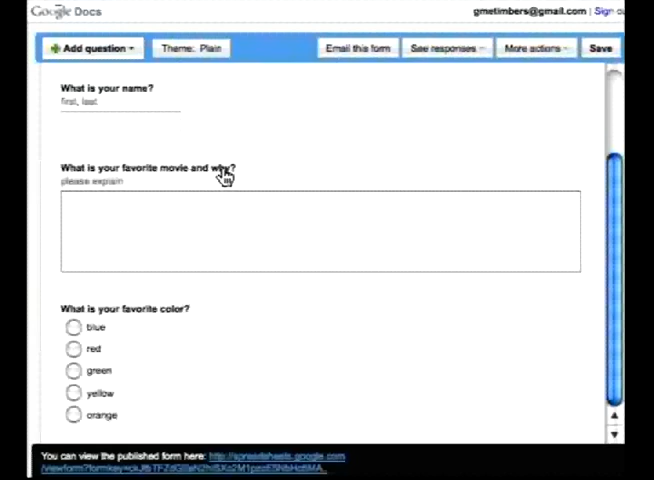 Google Docs
gmetimbers@gmail.com | Sign
Add question
Theme: Plain
Email this form
See responses
More actions
Save
What is your name?
first, last
What is your favorite movie and why?
please explain
What is your favorite color?
blue
red
green
yellow
orange
You can view the published form here: http://spreadsheets.google.com